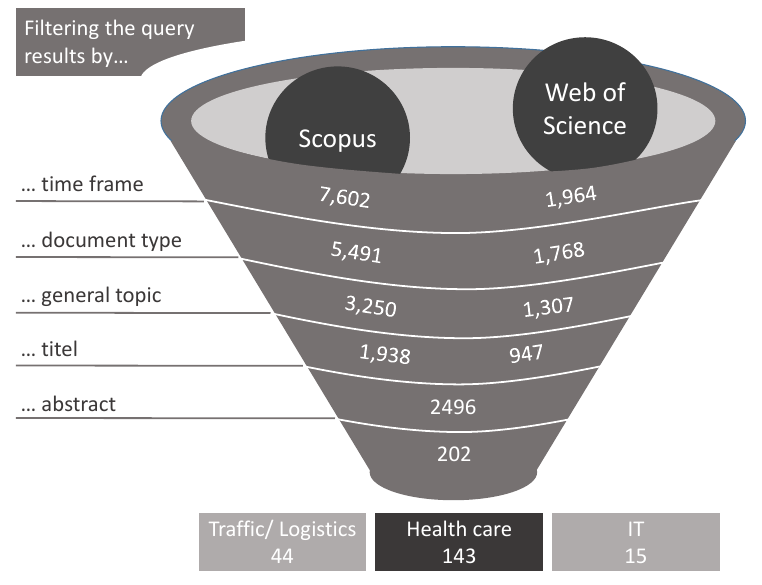 Filtering the query
results by...
Scopus
Web of
Science
... time frame
7,602
1,964
... document type
5,491
1,768
... general topic
3,250
1,307
... titel
1,938
947
... abstract
2496
202
Traffic/ Logistics
44
Health care
143
IT
15